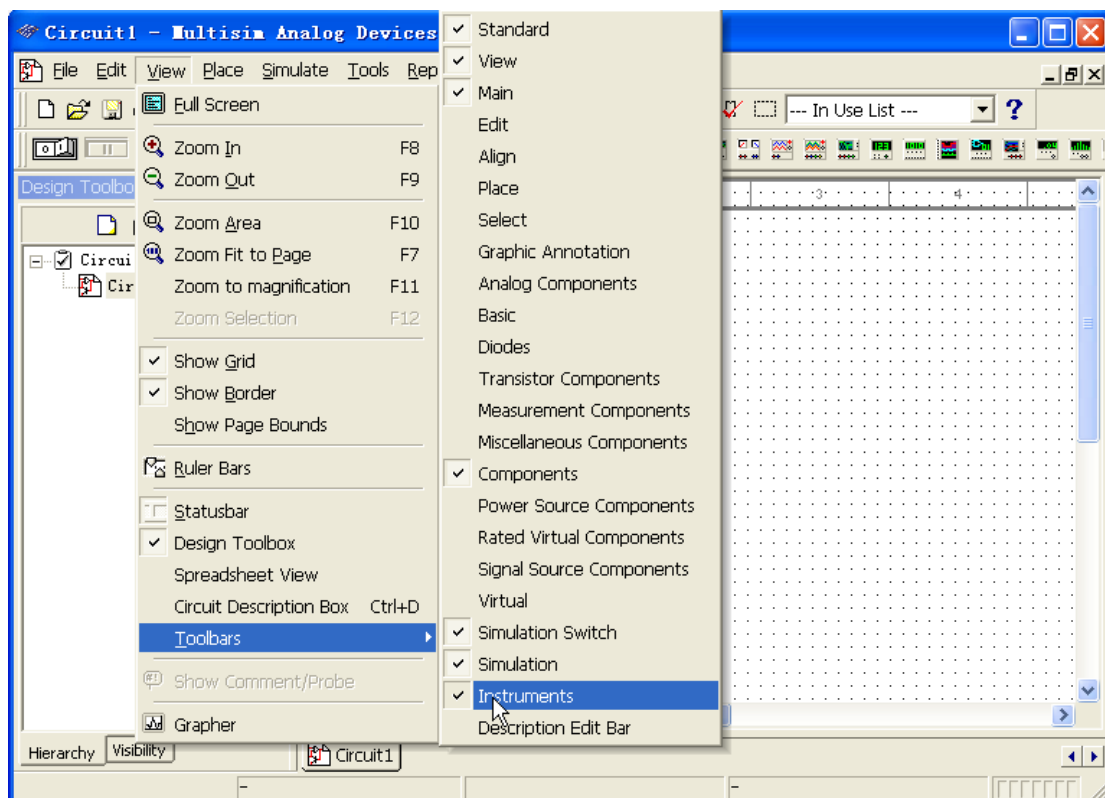 Circuit1 - Multisim Analog Devices
File Edit View Place Simulate Tools Rep
--- In Use List ---
Design Toolbo
Circui
Cir
Full Screen
Zoom In F8
Zoom Out F9
Zoom Area F10
Zoom Fit to Page F7
Zoom to magnification F11
Zoom Selection F12
Show Grid
Show Border
Show Page Bounds
Ruler Bars
Statusbar
Design Toolbox
Spreadsheet View
Circuit Description Box Ctrl+D
Toolbars
Show Comment/Probe
Grapher
Standard
View
Main
Edit
Align
Place
Select
Graphic Annotation
Analog Components
Basic
Diodes
Transistor Components
Measurement Components
Miscellaneous Components
Components
Power Source Components
Rated Virtual Components
Signal Source Components
Virtual
Simulation Switch
Simulation
Instruments
Description Edit Bar
3 4
Hierarchy Visibility
Circuit1
- -